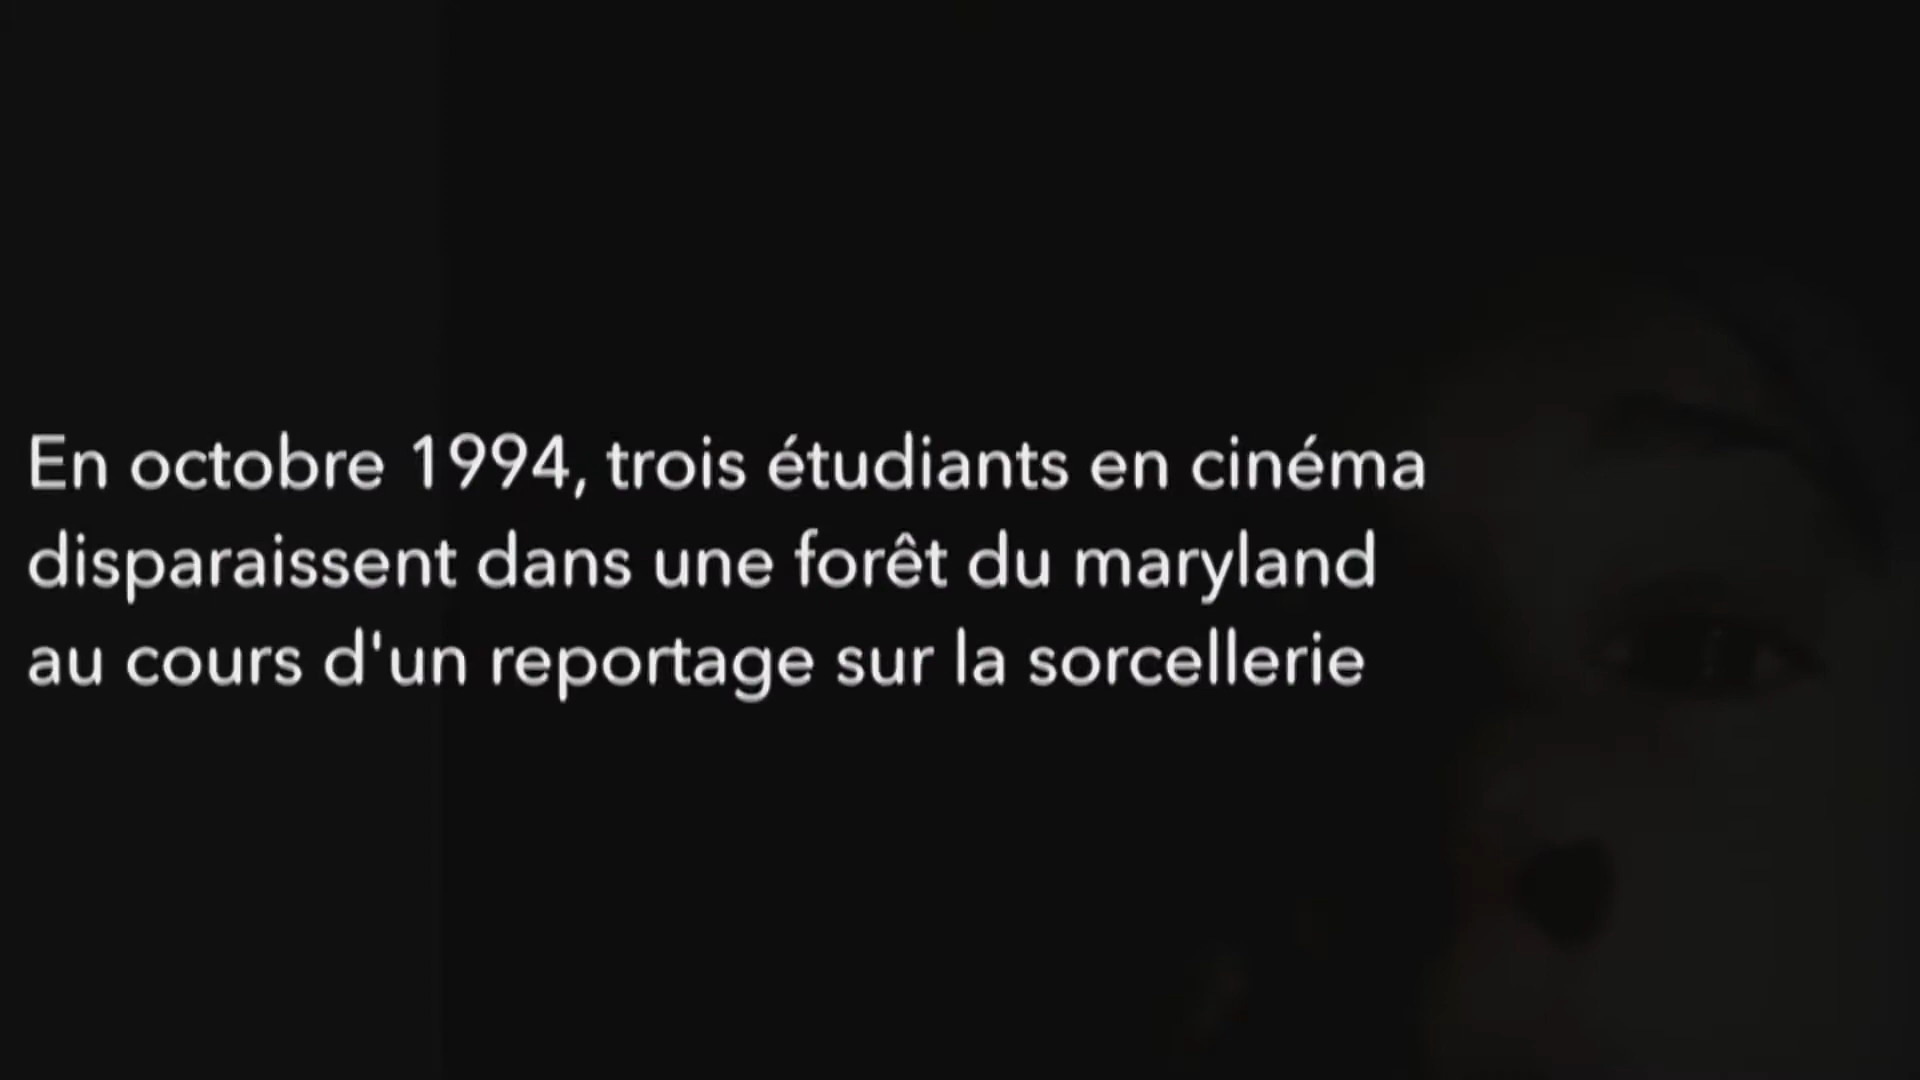 En octobre 1994, trois étudiants en cinéma
disparaissent dans une forêt du maryland
au cours d'un reportage sur la sorcellerie